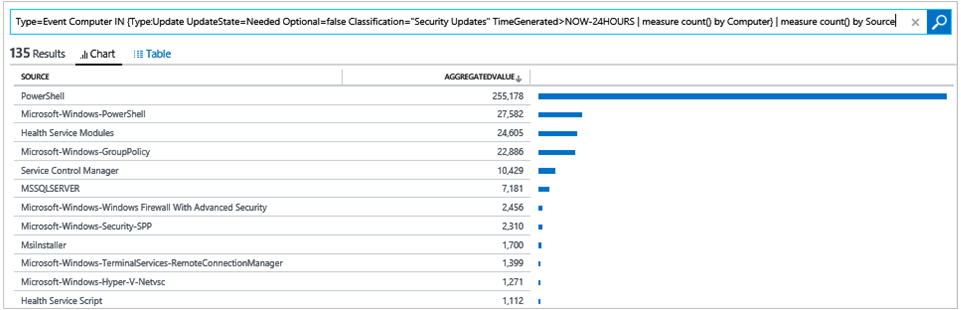 Type=Event Computer IN {Type:Update UpdateState=Needed Optional=false Classification="Security Updates" TimeGenerated>NOW-24HOURS | measure count() by Computer} | measure count() by Source
135 Results Chart Table
SOURCE AGGREGATEDVALUE
PowerShell 255,178
Microsoft-Windows-PowerShell 27,582
Health Service Modules 24,605
Microsoft-Windows-GroupPolicy 22,886
Service Control Manager 10,429
MSSQLSERVER 7,181
Microsoft-Windows-Windows Firewall With Advanced Security 2,456
Microsoft-Windows-Security-SPP 2,310
MsiInstaller 1,700
Microsoft-Windows-TerminalServices-RemoteConnectionManager 1,399
Microsoft-Windows-Hyper-V-Netvsc 1,271
Health Service Script 1,112